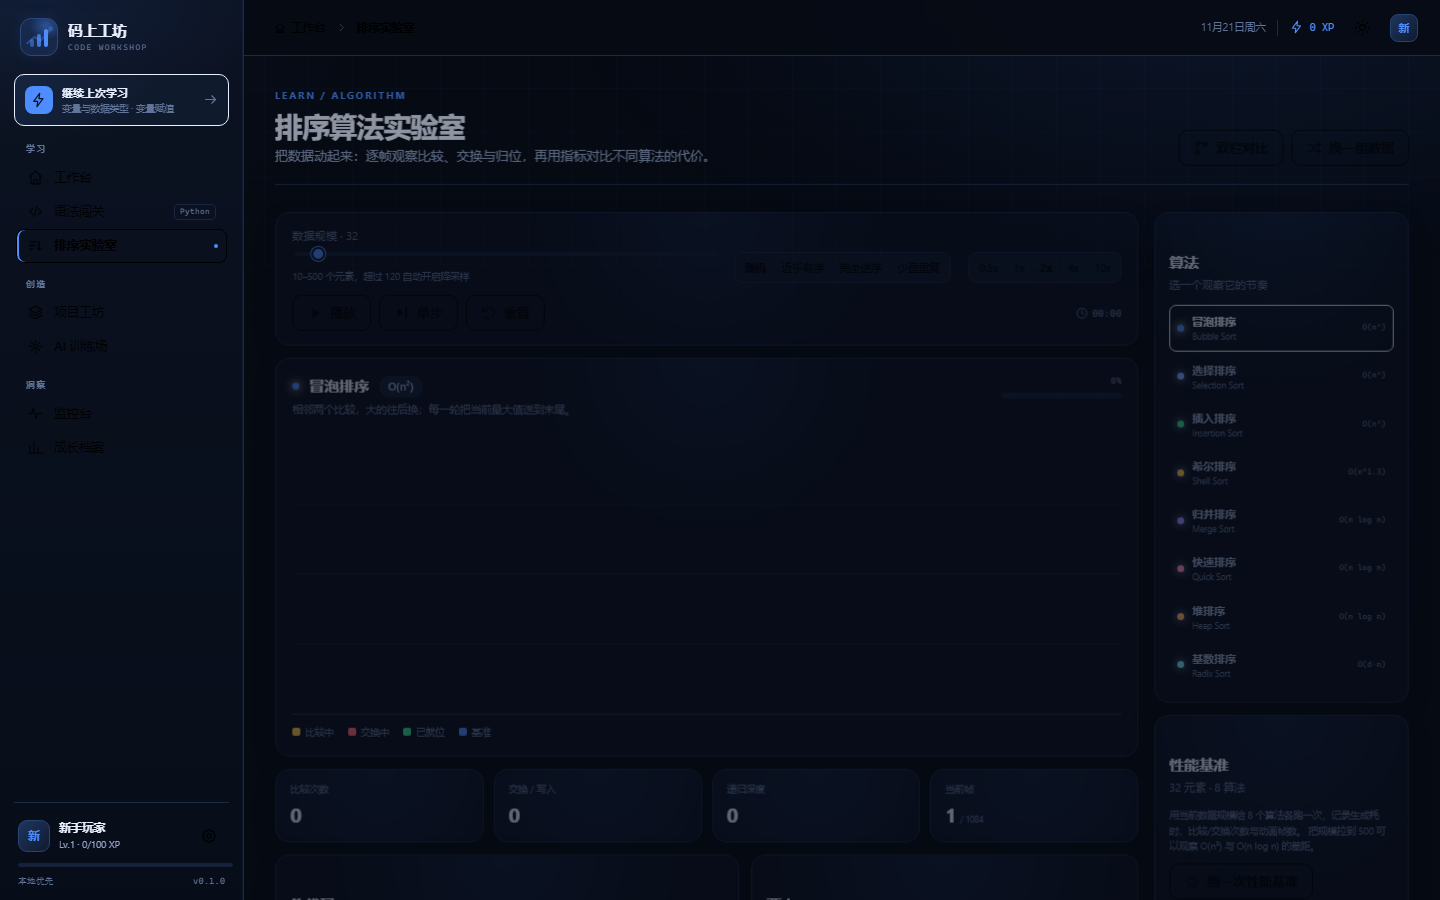 码上工坊
CODE WORKSHOP
继续上次学习
变量与数据类型 · 变量赋值
学习
工作台
语法闯关 Python
排序实验室
创造
项目工坊
AI 训练场
洞察
监控台
成长档案
新 新手玩家
Lv.1 · 0/100 XP
本地优先 v0.1.0
工作台 > 排序实验室
11月21日周六 0 XP 新
LEARN / ALGORITHM
排序算法实验室
把数据动起来：逐帧观察比较、交换与归位，再用指标对比不同算法的代价。
双栏对比 换一组数据
数据规模 · 32
10–500 个元素，超过 120 自动开启降采样
随机 近乎有序 完全逆序 少量重复
0.5x 1x 2x 4x 10x
播放 单步 重置
00:00
冒泡排序 O(n²)
0%
相邻两个比较，大的往后换；每一轮把当前最大值送到末尾。
比较中 交换中 已就位 基准
比较次数
0
交换 / 写入
0
递归深度
0
当前帧
1 / 1084
算法
选一个观察它的节奏
冒泡排序 O(n²)
Bubble Sort
选择排序 O(n²)
Selection Sort
插入排序 O(n²)
Insertion Sort
希尔排序 O(n^1.3)
Shell Sort
归并排序 O(n log n)
Merge Sort
快速排序 O(n log n)
Quick Sort
堆排序 O(n log n)
Heap Sort
基数排序 O(d·n)
Radix Sort
性能基准
32 元素 · 8 算法
用当前数据规模给 8 个算法各跑一次，记录生成耗
时、比较/交换次数与动画帧数。 把规模拉到 500 可
以观察 O(n²) 与 O(n log n) 的差距。
跑一次性能基准